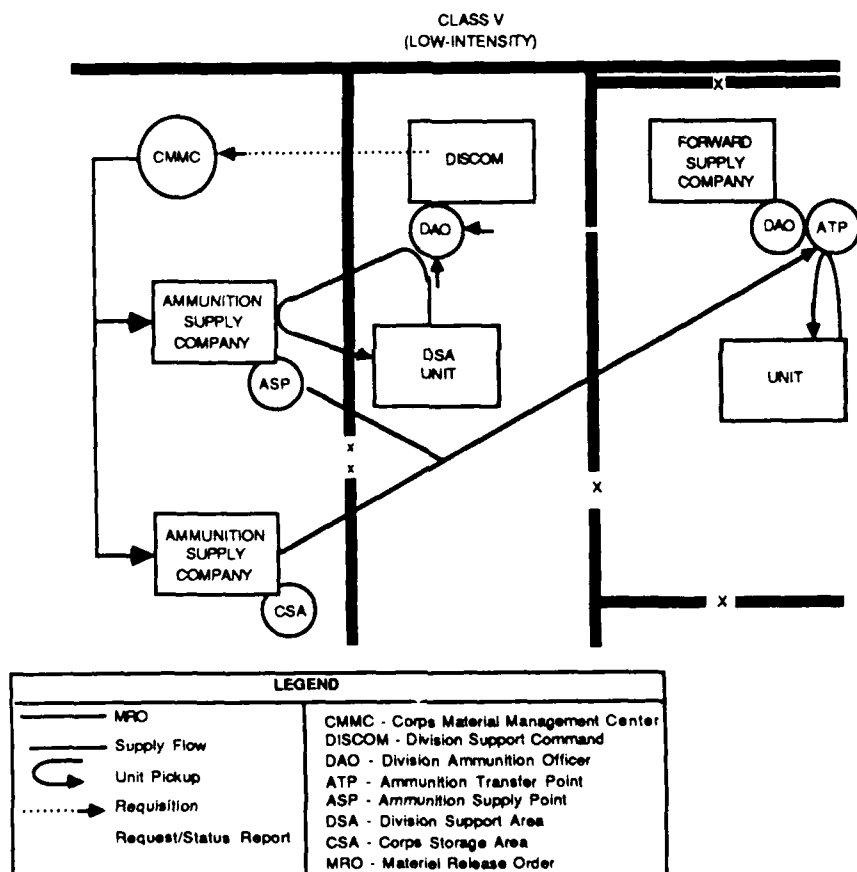 CLASS V
(LOW-INTENSITY)
X
CMMC
DISCOM
FORWARD
SUPPLY
COMPANY
DAO
DAO
ATP
AMMUNITION
SUPPLY
COMPANY
ASP
DSA
UNIT
UNIT
X
X
X
AMMUNITION
SUPPLY
COMPANY
CSA
X
LEGEND
MRO
Supply Flow
Unit Pickup
Requisition
Request/Status Report
CMMC - Corps Material Management Center
DISCOM - Division Support Command
DAO - Division Ammunition Officer
ATP - Ammunition Transfer Point
ASP - Ammunition Supply Point
DSA - Division Support Area
CSA - Corps Storage Area
MRO - Materiel Release Order